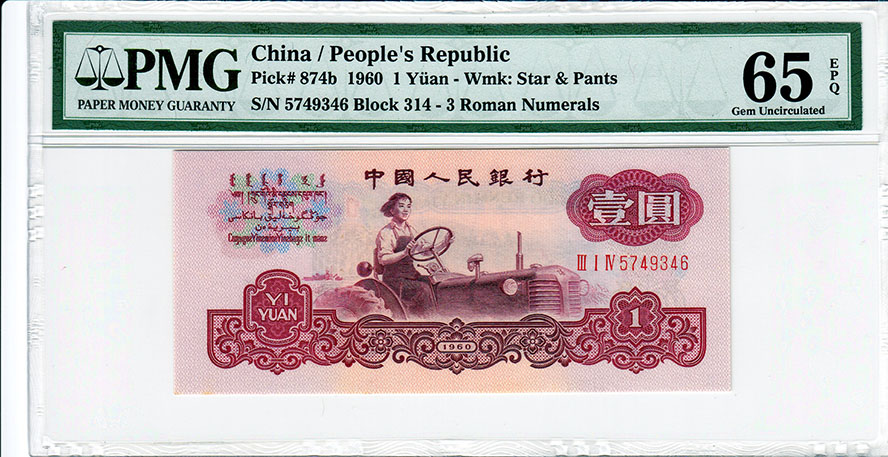 PMG
PAPER MONEY GUARANTY
China / People's Republic
Pick# 874b 1960 1 Yüan - Wmk: Star & Pants
S/N 5749346 Block 314 - 3 Roman Numerals
65
EPQ
Gem Uncirculated
中國人民銀行
壹圓
III I IV 5749346
YI
YUAN
1960
1